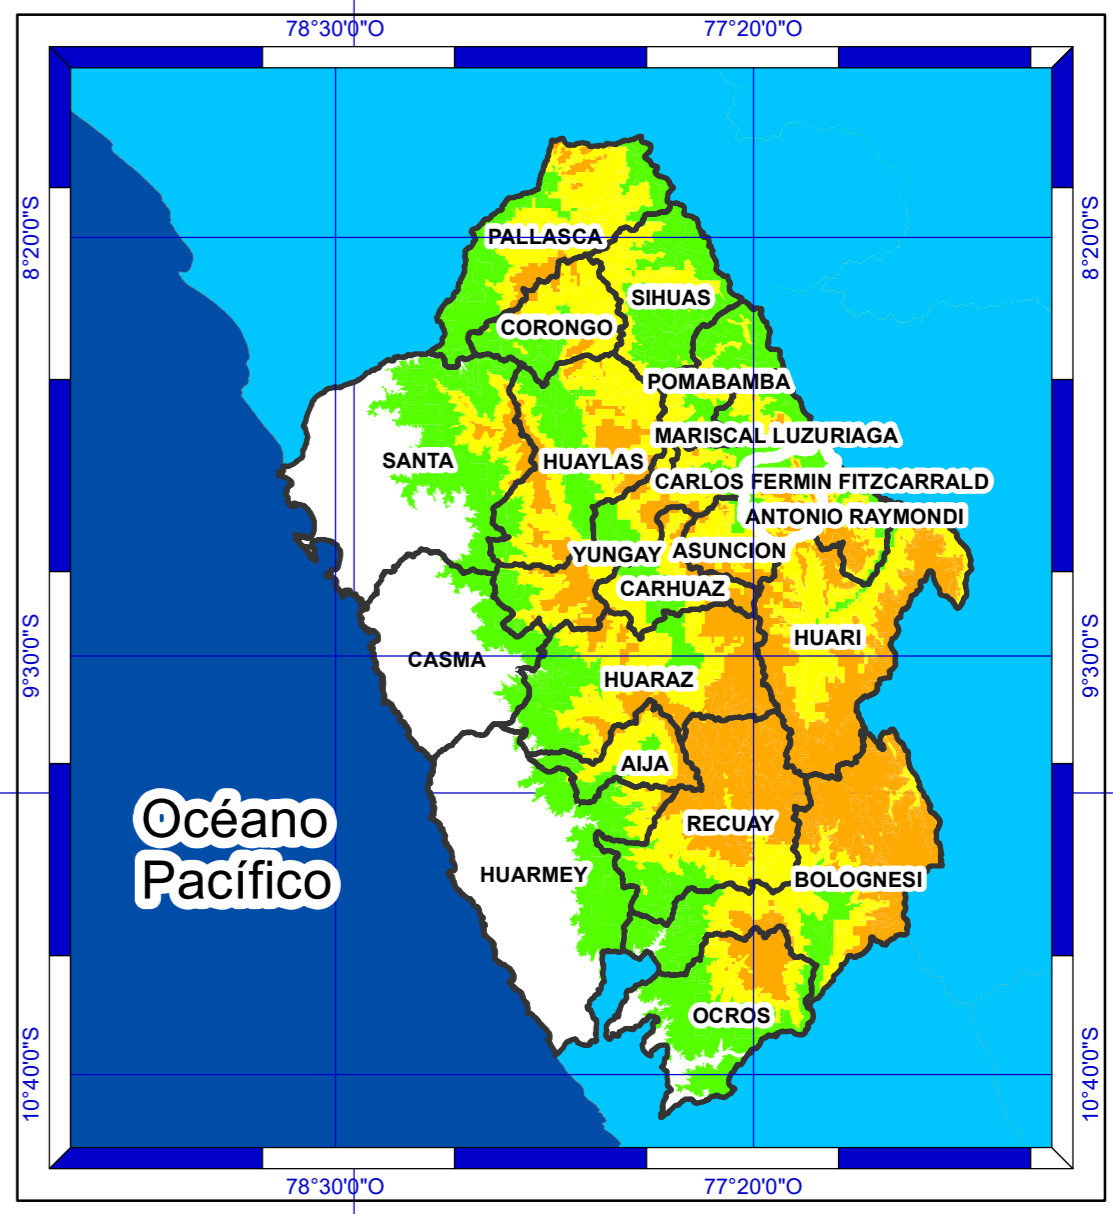 78°30'0"O 77°20'0"O
8°20'0"S 8°20'0"S
PALLASCA
SIHUAS
CORONGO
POMABAMBA
MARISCAL LUZURIAGA
SANTA
HUAYLAS
CARLOS FERMIN FITZCARRALD
ANTONIO RAYMONDI
YUNGAY
ASUNCION
CARHUAZ
HUARI
9°30'0"S 9°30'0"S
CASMA
HUARAZ
AIJA
Océano
Pacífico
RECUAY
HUARMEY
BOLOGNESI
OCROS
10°40'0"S 10°40'0"S
78°30'0"O 77°20'0"O